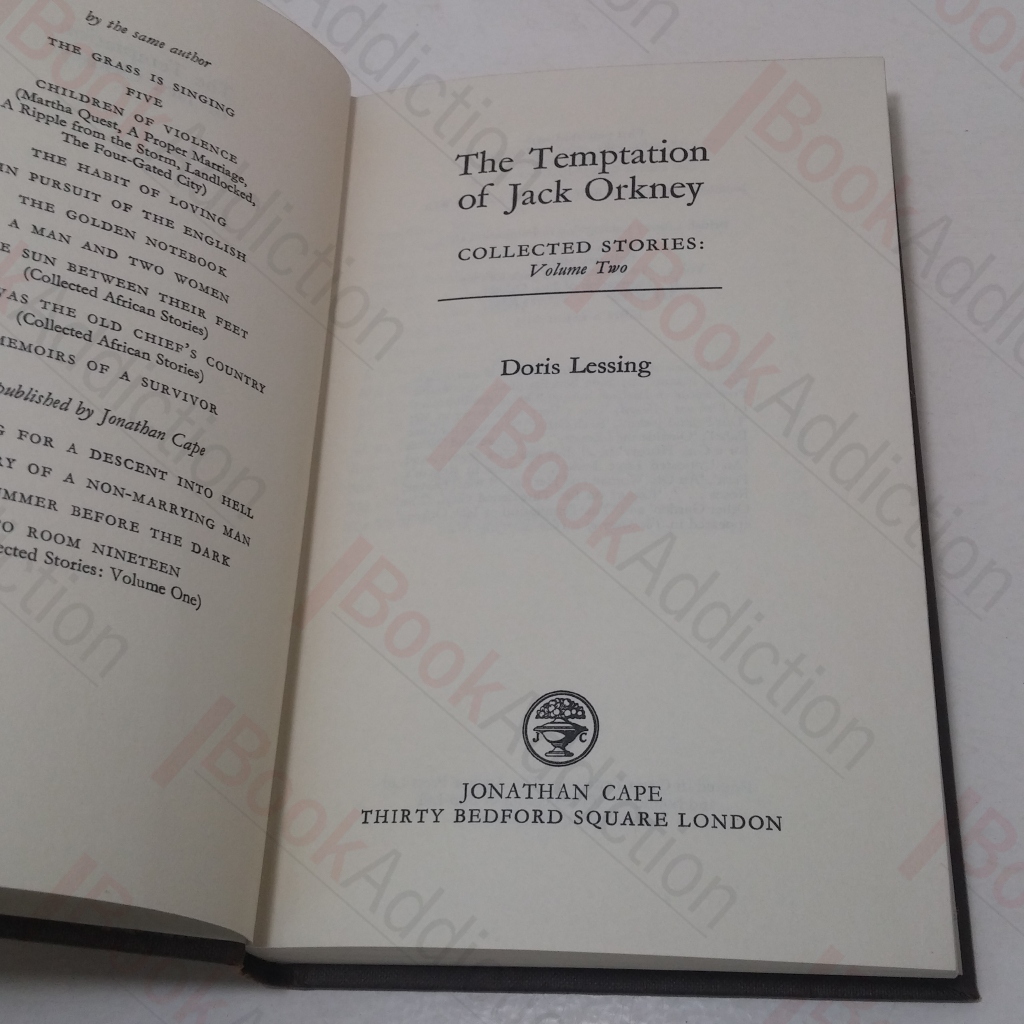 by the same author
THE GRASS IS SINGING
FIVE
CHILDREN OF VIOLENCE
(Martha Quest, A Proper Marriage,
A Ripple from the Storm, Landlocked,
The Four-Gated City)
THE HABIT OF LOVING
IN PURSUIT OF THE ENGLISH
THE GOLDEN NOTEBOOK
A MAN AND TWO WOMEN
SUN BETWEEN THEIR FEET
(Collected African Stories)
WAS THE OLD CHIEF'S COUNTRY
(Collected African Stories)
MEMOIRS OF A SURVIVOR
published by Jonathan Cape
FOR A DESCENT INTO HELL
OF A NON-MARRYING MAN
BEFORE THE DARK
ROOM NINETEEN
Stories: Volume One)
The Temptation
of Jack Orkney
COLLECTED STORIES:
Volume Two
Doris Lessing
J C
JONATHAN CAPE
THIRTY BEDFORD SQUARE LONDON
BookAddiction